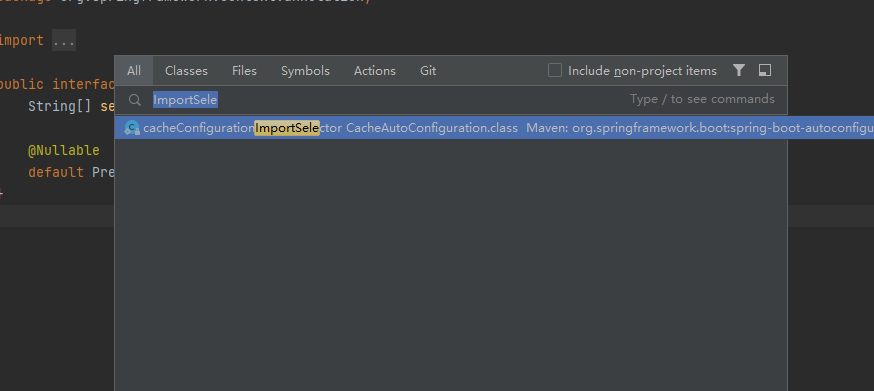 import ...
All Classes Files Symbols Actions Git Include non-project items
public interfac
ImportSele Type / to see commands
String[] se
cacheConfigurationImportSelector CacheAutoConfiguration.class Maven: org.springframework.boot:spring-boot-autoconfigu
@Nullable
default Pre